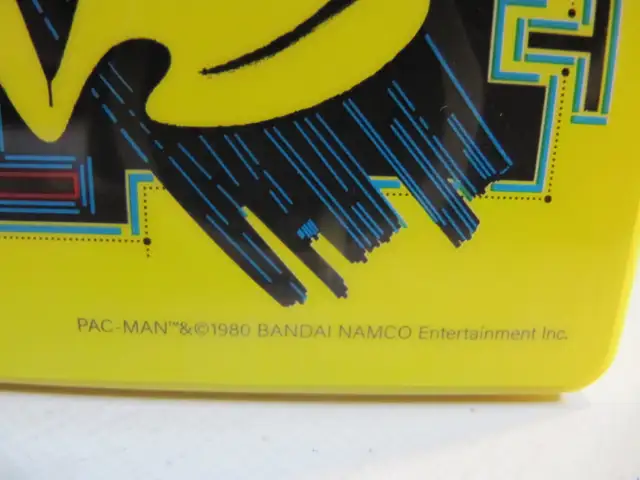 PAC-MAN™&©1980 BANDAI NAMCO Entertainment Inc.